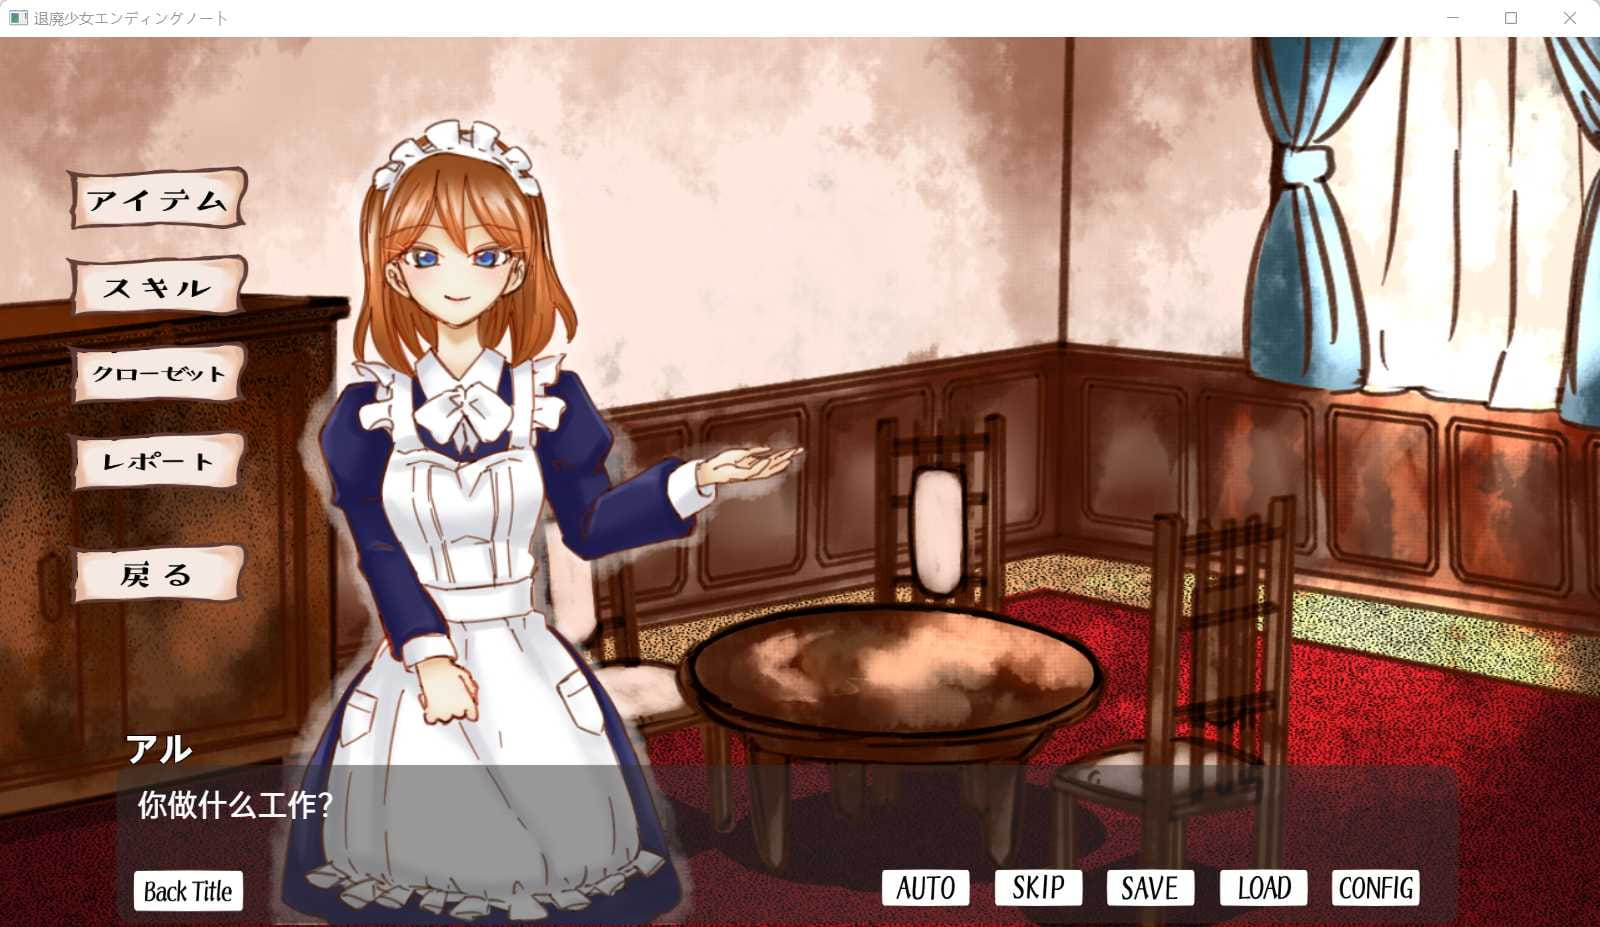 退廃少女エンディングノート
アイテム
スキル
クローゼット
レポート
戻る
アル
你做什么工作?
Back Title
AUTO
SKIP
SAVE
LOAD
CONFIG